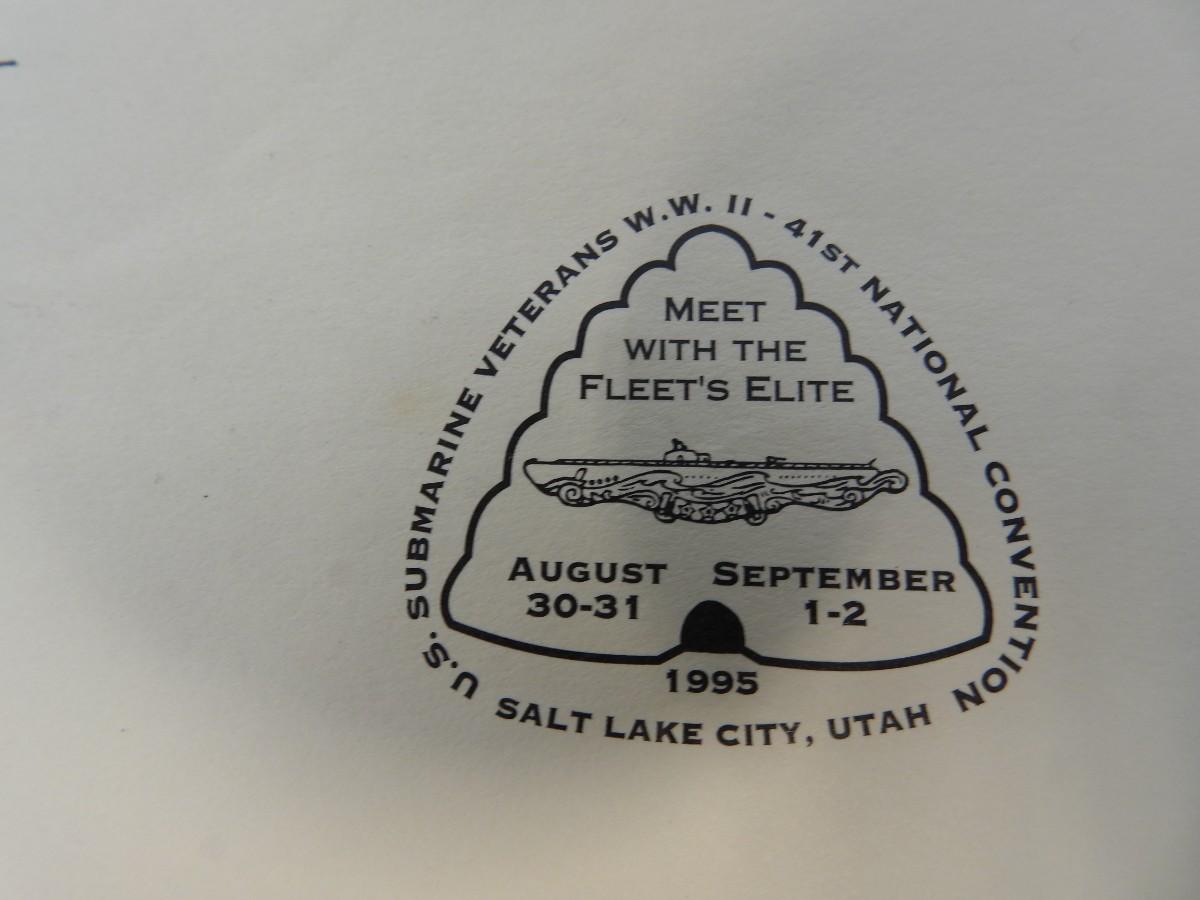 U.S. SUBMARINE VETERANS W.W. II - 41ST NATIONAL CONVENTION
MEET
WITH THE
FLEET'S ELITE
AUGUST
30-31
SEPTEMBER
1-2
1995
SALT LAKE CITY, UTAH